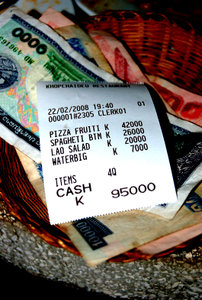 KHOPCHAIDEU RESTAURANT
22/02/2008 19:40 01
000001#2305 CLERK01
PIZZA FRUITI K 42000
SPAGHETI BTM K 26000
LAO SALAD K 20000
WATERBIG K 7000
ITEMS 4Q
CASH
K 95000